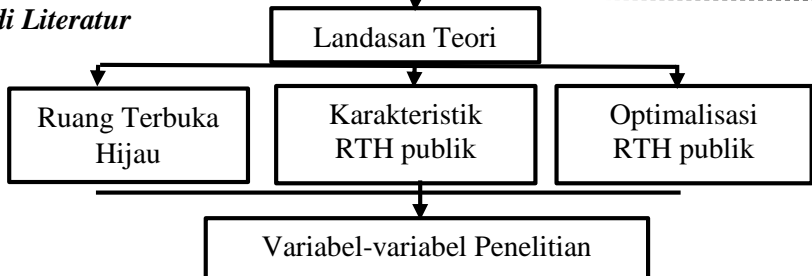 di Literatur
Landasan Teori
Ruang Terbuka
Hijau
Karakteristik
RTH publik
Optimalisasi
RTH publik
Variabel-variabel Penelitian